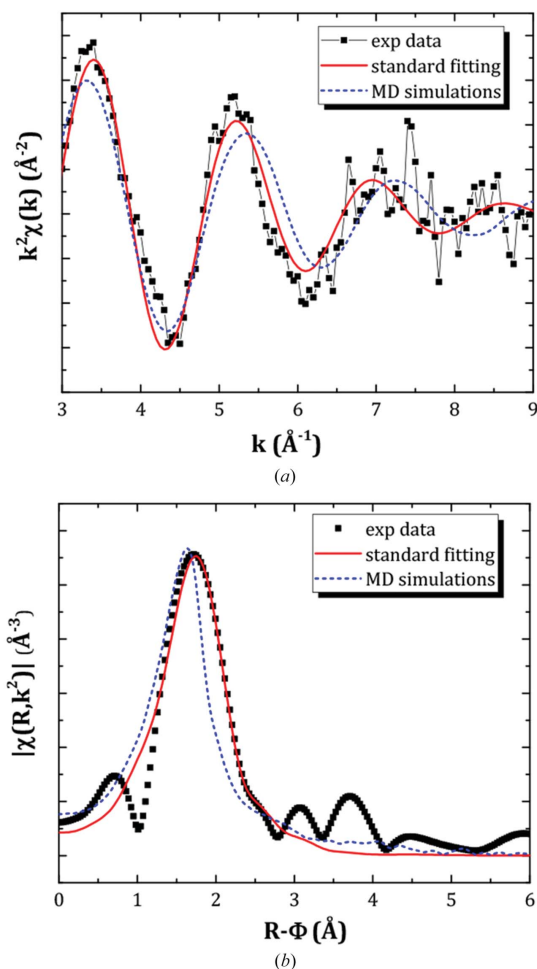 exp data
standard fitting
MD simulations
k²χ(k) (Å⁻²)
3 4 5 6 7 8 9
k (Å⁻¹)
(a)
exp data
standard fitting
MD simulations
|χ(R,k²)| (Å⁻³)
0 1 2 3 4 5 6
R-Φ (Å)
(b)